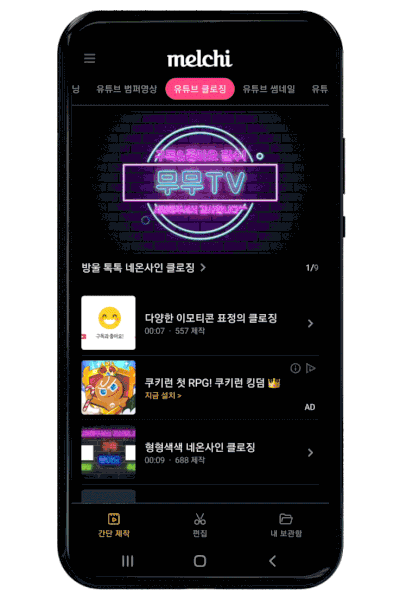 melchi
닝
유튜브 범퍼영상
유튜브 클로징
유튜브 썸네일
유튜
무무TV
방울 톡톡 네온사인 클로징 >
1/9
다양한 이모티콘 표정의 클로징
00:07 · 557 제작
구독과 좋아요!
쿠키런 첫 RPG! 쿠키런 킹덤
지금 설치 >
AD
형형색색 네온사인 클로징
00:09 · 688 제작
간단 제작
편집
내 보관함